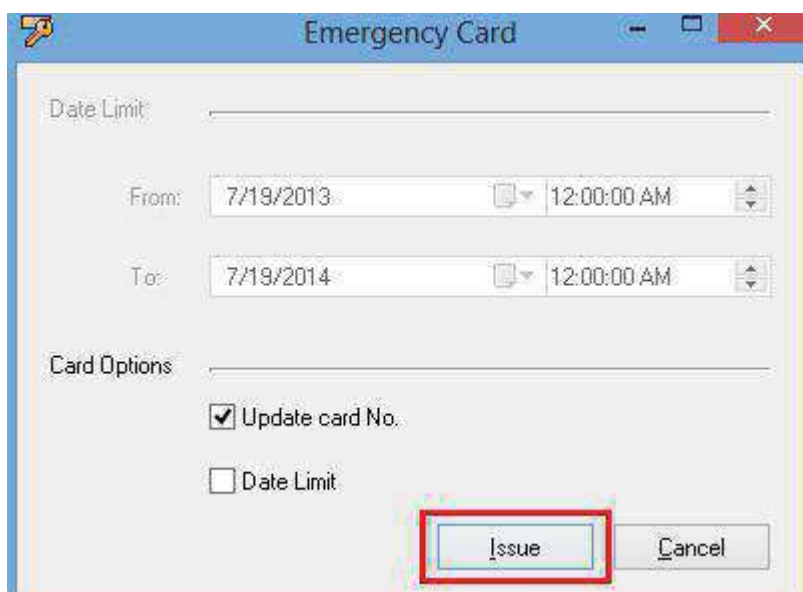 Emergency Card
Date Limit
From: 7/19/2013 12:00:00 AM
To: 7/19/2014 12:00:00 AM
Card Options
Update card No.
Date Limit
Issue Cancel